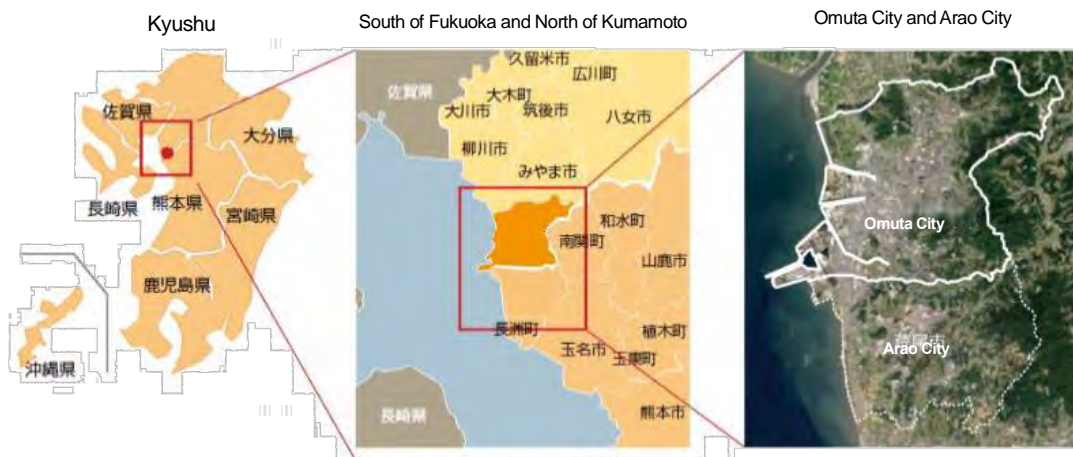 Kyushu
South of Fukuoka and North of Kumamoto
Omuta City and Arao City
佐賀県
大分県
長崎県
熊本県
宮崎県
鹿児島県
沖縄県
久留米市
佐賀県
広川町
大木町
大川市
筑後市
八女市
柳川市
みやま市
和水町
南関町
山鹿市
長洲町
植木町
玉名市
玉東町
長崎県
熊本市
Omuta City
Arao City